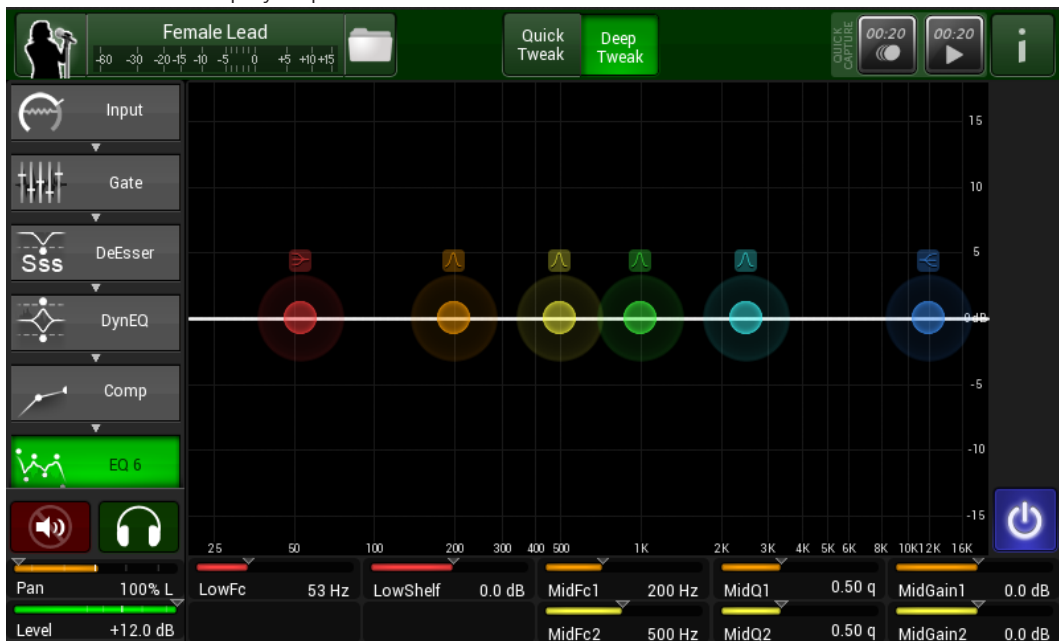 Female Lead
-60 -30 -20 -15 -10 -5 0 +5 +10 +15
Quick Tweak
Deep Tweak
QUICK CAPTURE
00:20
00:20
i
Input
Gate
Sss
DeEsser
DynEQ
Comp
EQ 6
15
10
5
0dB
-5
-10
-15
25 50 100 200 300 400 500 1K 2K 3K 4K 5K 6K 8K 10K 12K 16K
Pan 100% L
LowFc 53 Hz
LowShelf 0.0 dB
MidFc1 200 Hz
MidQ1 0.50 q
MidGain1 0.0 dB
Level +12.0 dB
MidFc2 500 Hz
MidQ2 0.50 q
MidGain2 0.0 dB